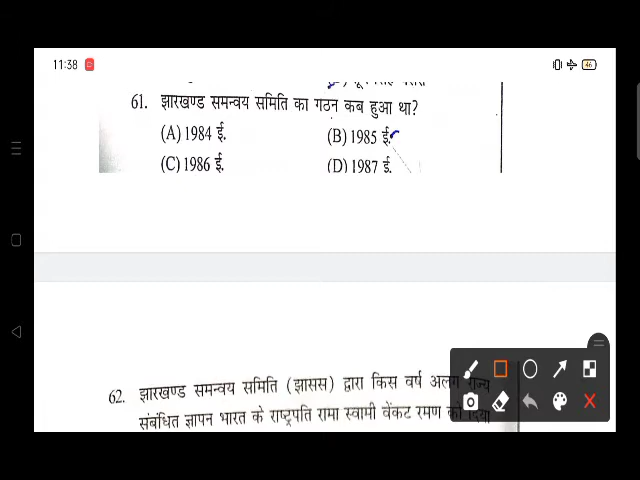 11:38
46
61. झारखण्ड समन्वय समिति का गठन कब हुआ था?
(A) 1984 ई. (B) 1985 ई.
(C) 1986 ई. (D) 1987 ई.
62. झारखण्ड समन्वय समिति (झासस) द्वारा किस वर्ष अलग राज्य
संबंधित ज्ञापन भारत के राष्ट्रपति रामा स्वामी वेंकट रमण को दिया